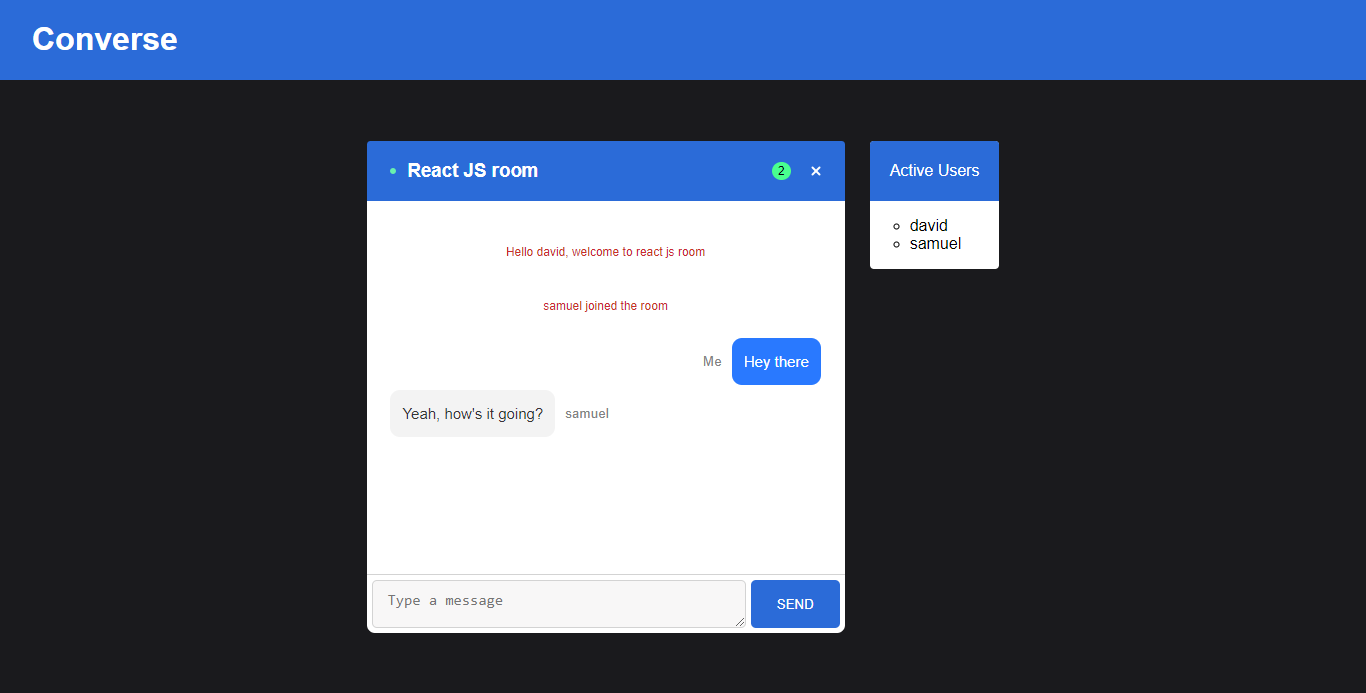 Converse
React JS room
2
×
Hello david, welcome to react js room
samuel joined the room
Me
Hey there
Yeah, how's it going?
samuel
Type a message
SEND
Active Users
david
samuel